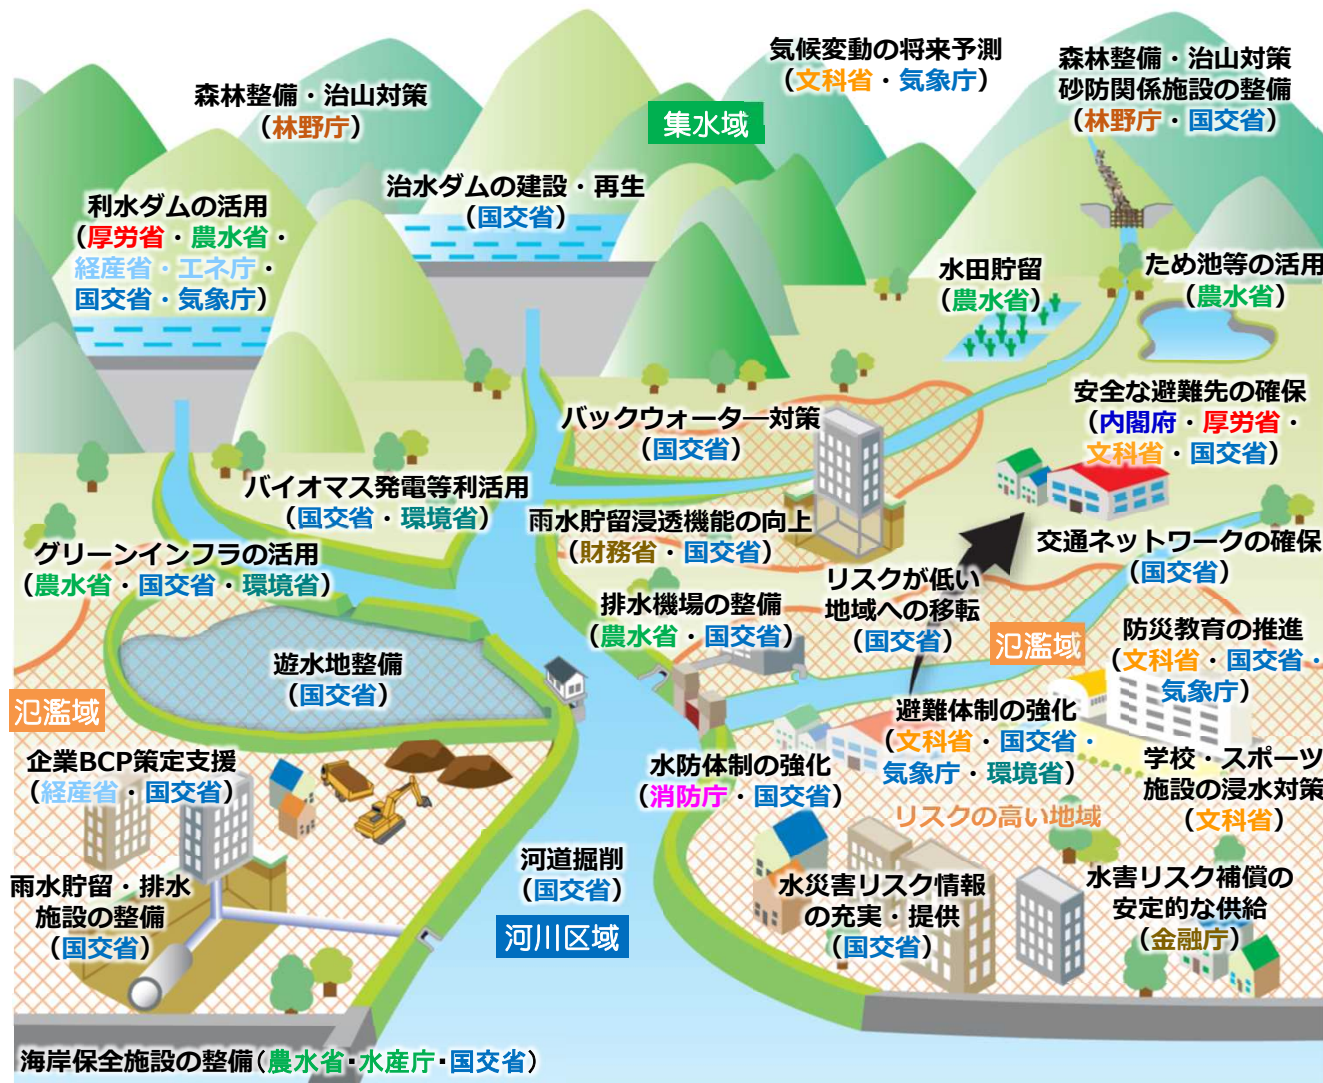 気候変動の将来予測
（文科省・気象庁）
森林整備・治山対策
砂防関係施設の整備
（林野庁・国交省）
森林整備・治山対策
（林野庁）
集水域
治水ダムの建設・再生
（国交省）
利水ダムの活用
（厚労省・農水省・
経産省・エネ庁・
国交省・気象庁）
水田貯留
（農水省）
ため池等の活用
（農水省）
安全な避難先の確保
（内閣府・厚労省・
文科省・国交省）
バックウォーター対策
（国交省）
バイオマス発電等利活用
（国交省・環境省）
雨水貯留浸透機能の向上
（財務省・国交省）
交通ネットワークの確保
（国交省）
グリーンインフラの活用
（農水省・国交省・環境省）
リスクが低い
地域への移転
（国交省）
排水機場の整備
（農水省・国交省）
氾濫域
防災教育の推進
（文科省・国交省・
気象庁）
遊水地整備
（国交省）
氾濫域
避難体制の強化
（文科省・国交省・
気象庁・環境省）
企業BCP策定支援
（経産省・国交省）
水防体制の強化
（消防庁・国交省）
学校・スポーツ
施設の浸水対策
（文科省）
リスクの高い地域
河道掘削
（国交省）
雨水貯留・排水
施設の整備
（国交省）
水災害リスク情報
の充実・提供
（国交省）
水害リスク補償の
安定的な供給
（金融庁）
河川区域
海岸保全施設の整備（農水省・水産庁・国交省）